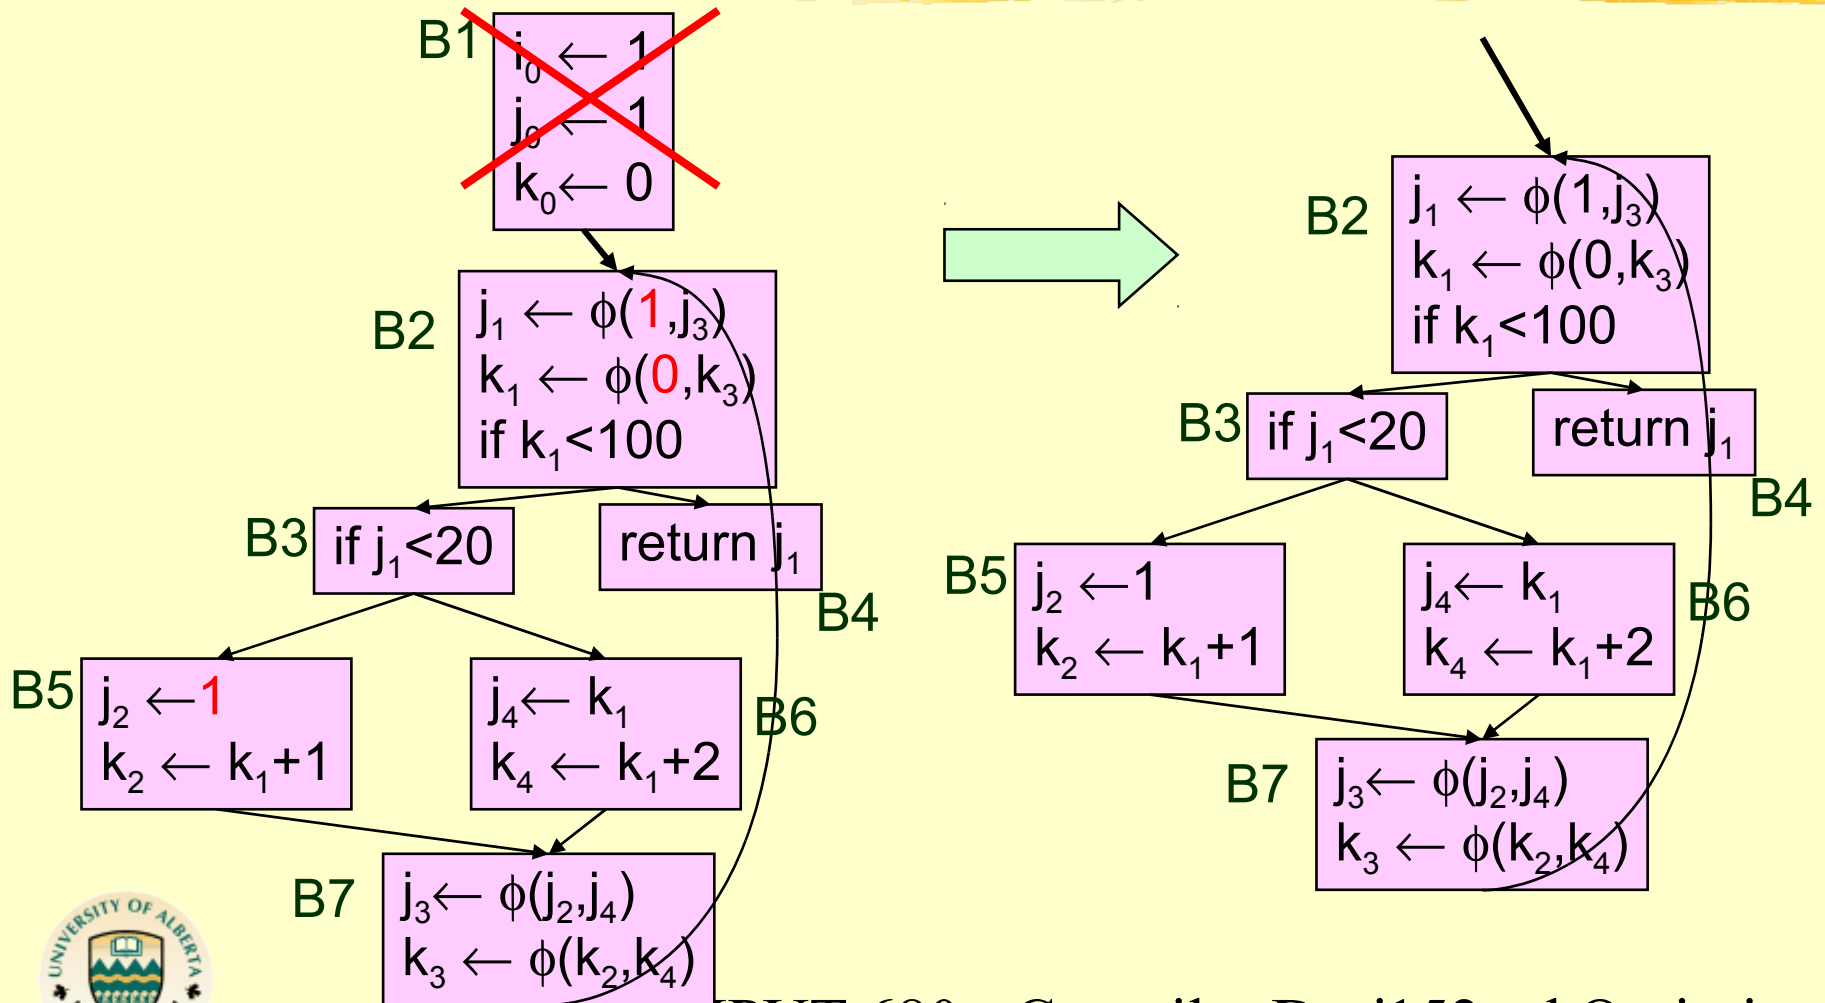 B1
i₀ ← 1
j₀ ← 1
k₀ ← 0
B2
j₁ ← ϕ(1,j₃)
k₁ ← ϕ(0,k₃)
if k₁<100
B3
if j₁<20
return j₁
B4
B5
j₂ ←1
k₂ ← k₁+1
j₄← k₁
k₄ ← k₁+2
B6
B7
j₃← ϕ(j₂,j₄)
k₃ ← ϕ(k₂,k₄)
B2
j₁ ← ϕ(1,j₃)
k₁ ← ϕ(0,k₃)
if k₁<100
B3
if j₁<20
return j₁
B4
B5
j₂ ←1
k₂ ← k₁+1
j₄← k₁
k₄ ← k₁+2
B6
B7
j₃← ϕ(j₂,j₄)
k₃ ← ϕ(k₂,k₄)
UNIVERSITY OF ALBERTA